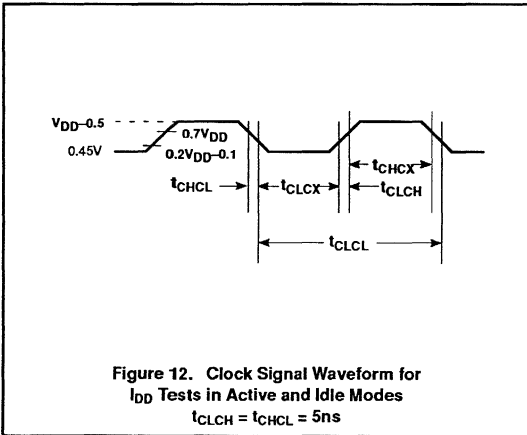 VDD–0.5
0.7VDD
0.45V
0.2VDD–0.1
tCHCX
tCHCL
tCLCX
tCLCH
tCLCL
Figure 12. Clock Signal Waveform for
IDD Tests in Active and Idle Modes
tCLCH = tCHCL = 5ns